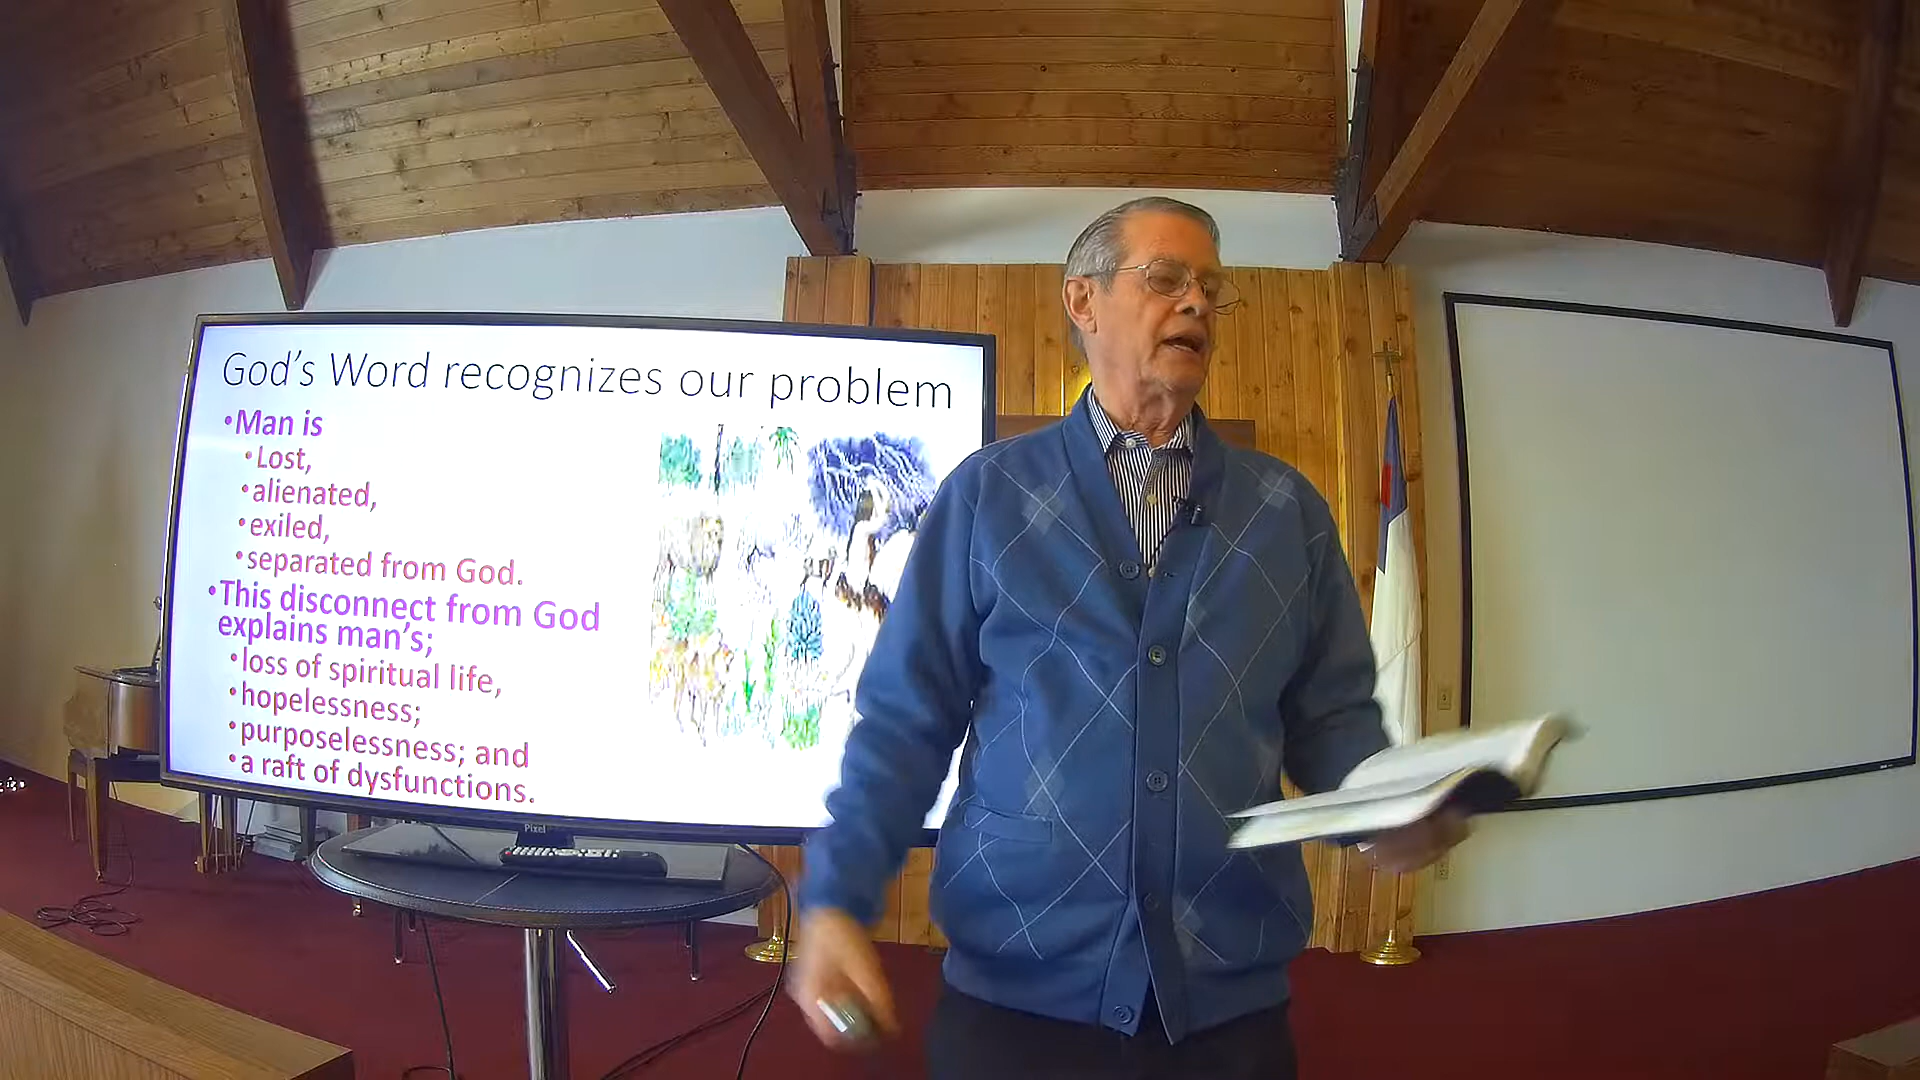 God's Word recognizes our problem
•Man is
•Lost,
•alienated,
•exiled,
•separated from God.
•This disconnect from God
explains man's;
•loss of spiritual life,
•hopelessness;
•purposelessness; and
•a raft of dysfunctions.
Pixel